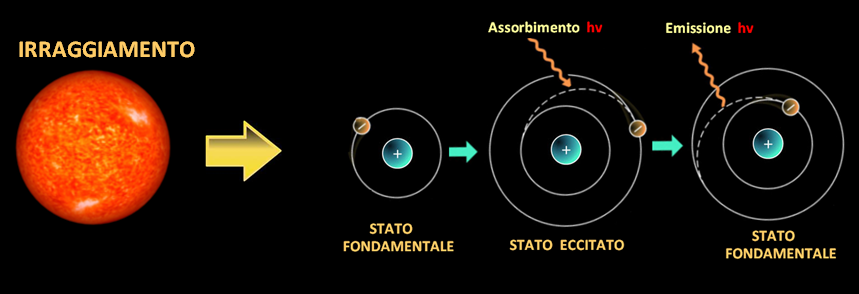 IRRAGGIAMENTO
Assorbimento hν
Emissione hν
+
+
+
STATO
FONDAMENTALE
STATO ECCITATO
STATO
FONDAMENTALE